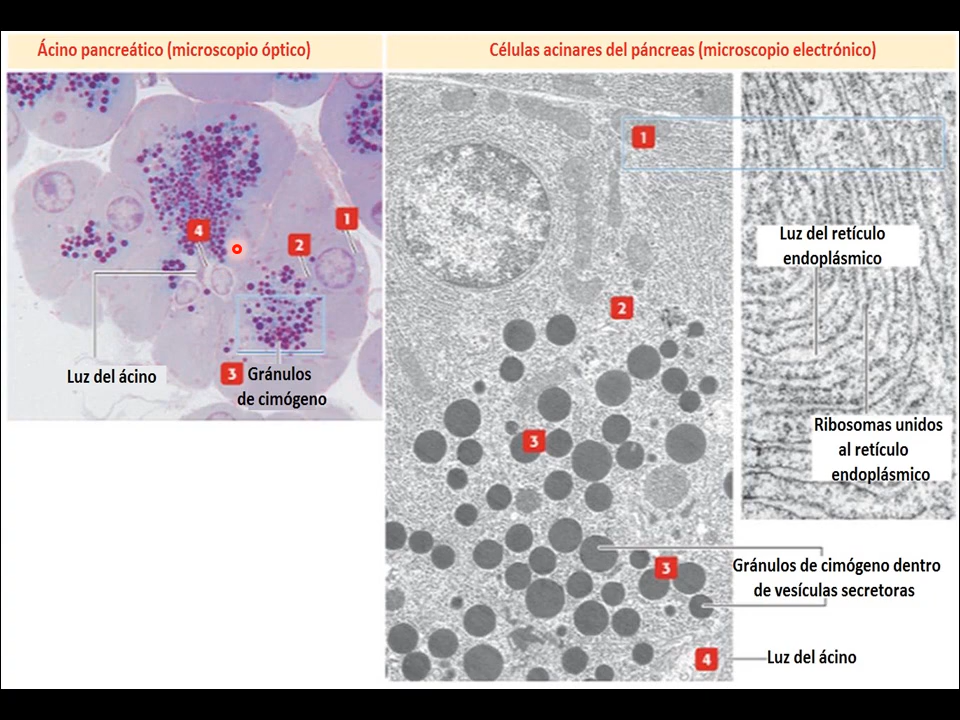 Ácino pancreático (microscopio óptico)
4
1
2
Luz del ácino
3 Gránulos
de cimógeno
Células acinares del páncreas (microscopio electrónico)
1
2
3
3
4
Luz del retículo
endoplásmico
Ribosomas unidos
al retículo
endoplásmico
Gránulos de cimógeno dentro
de vesículas secretoras
Luz del ácino